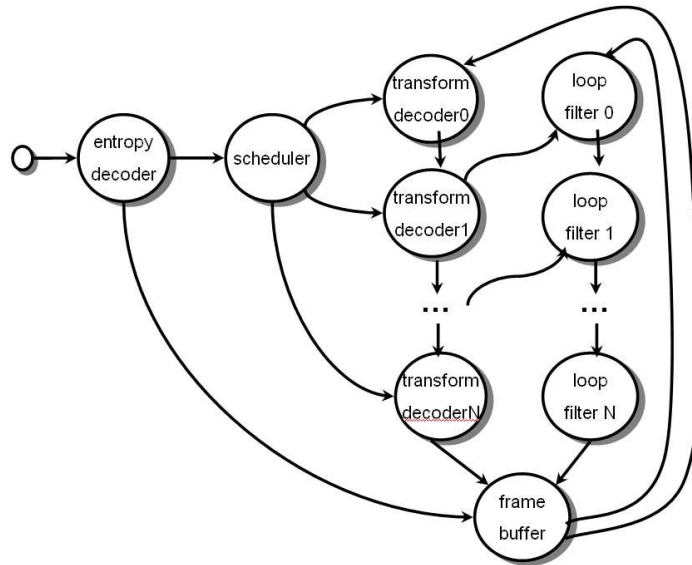 transform
decoder0
loop
filter 0
entropy
decoder
scheduler
transform
decoder1
loop
filter 1
...
...
transform
decoderN
loop
filter N
frame
buffer